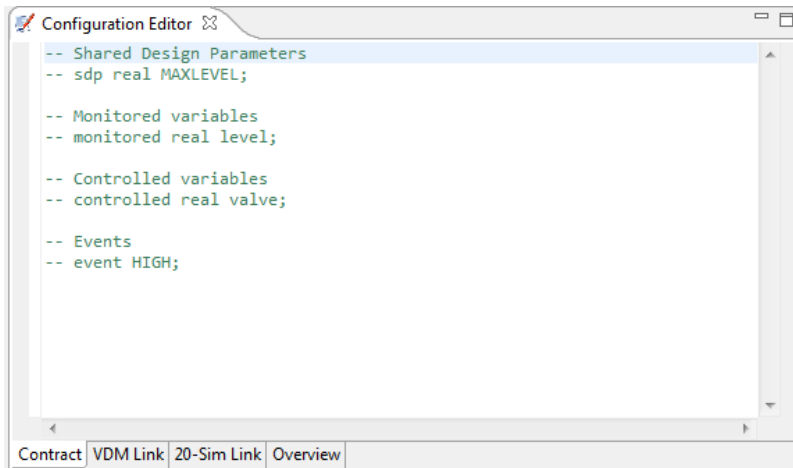 Configuration Editor
-- Shared Design Parameters
-- sdp real MAXLEVEL;
-- Monitored variables
-- monitored real level;
-- Controlled variables
-- controlled real valve;
-- Events
-- event HIGH;
Contract VDM Link 20-Sim Link Overview